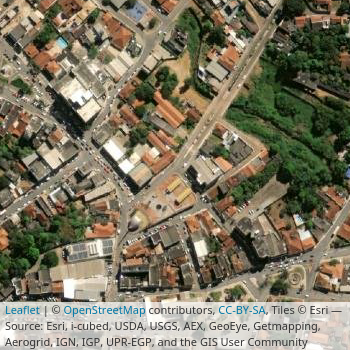 Leaflet | © OpenStreetMap contributors, CC-BY-SA, Tiles © Esri —
Source: Esri, i-cubed, USDA, USGS, AEX, GeoEye, Getmapping,
Aerogrid, IGN, IGP, UPR-EGP, and the GIS User Community